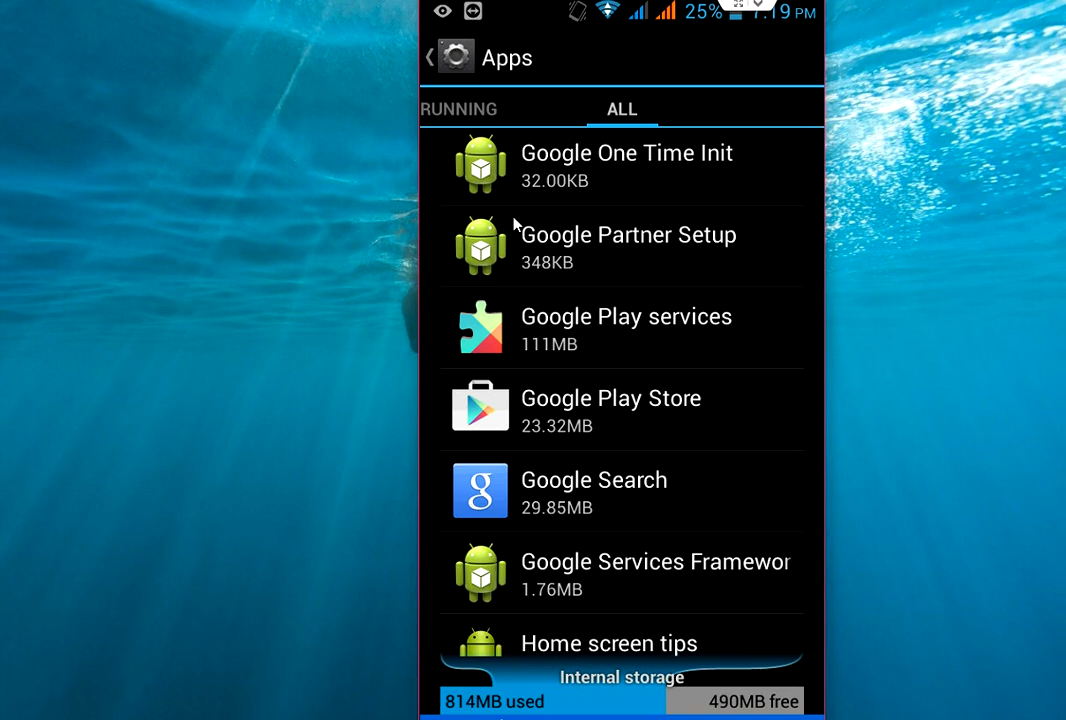 25% 7:19 PM
Apps
RUNNING ALL
Google One Time Init
32.00KB
Google Partner Setup
348KB
Google Play services
111MB
Google Play Store
23.32MB
g
Google Search
29.85MB
Google Services Framewor
1.76MB
Home screen tips
Internal storage
814MB used 490MB free